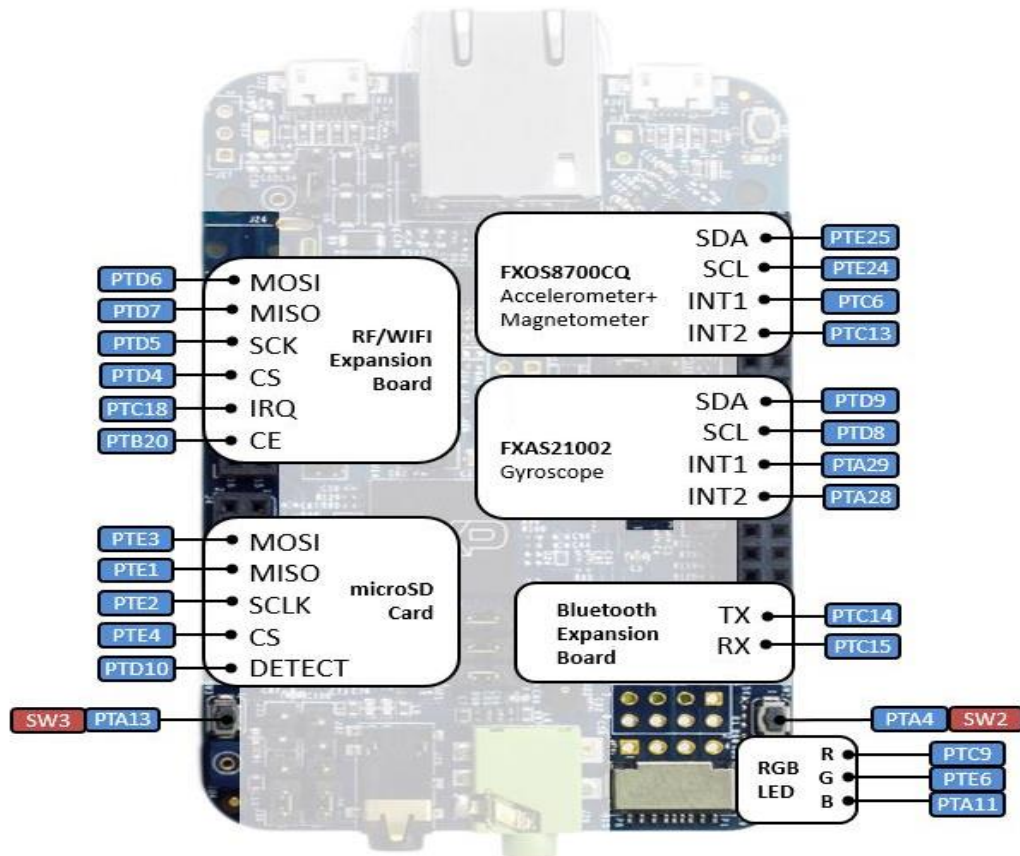 J24
SDA PTE25
FXOS8700CQ SCL PTE24
Accelerometer+ INT1 PTC6
Magnetometer INT2 PTC13
PTD6 MOSI
PTD7 MISO
PTD5 SCK RF/WIFI
PTD4 CS Expansion
PTC18 IRQ Board
PTB20 CE
SDA PTD9
FXAS21002 SCL PTD8
Gyroscope INT1 PTA29
INT2 PTA28
PTE3 MOSI
PTE1 MISO microSD
PTE2 SCLK Card
PTE4 CS
PTD10 DETECT
Bluetooth TX PTC14
Expansion RX PTC15
Board
SW3 PTA13
PTA4 SW2
RGB R PTC9
LED G PTE6
B PTA11